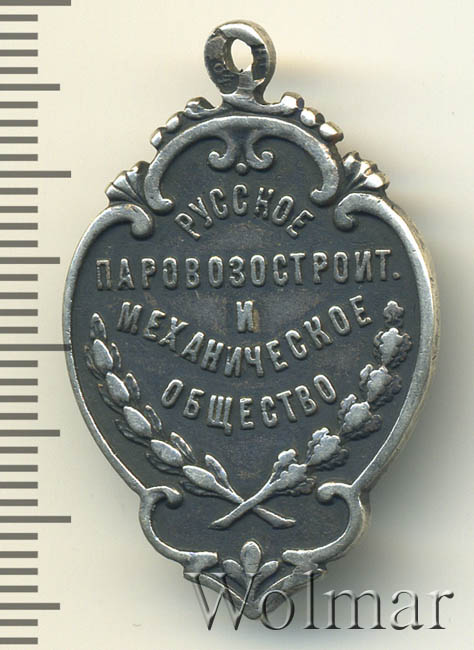 РУССКОЕ
ПАРОВОЗОСТРОИТ.
И
МЕХАНИЧЕСКОЕ
ОБЩЕСТВО
Wolmar